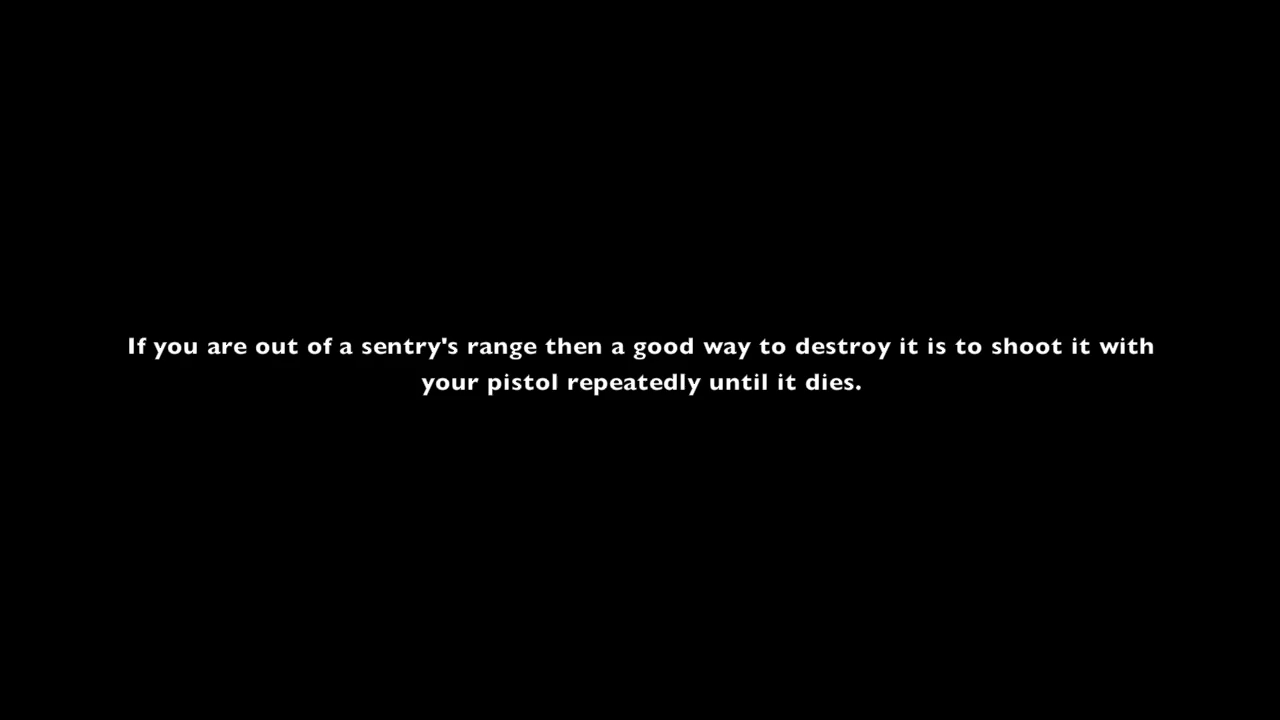 If you are out of a sentry's range then a good way to destroy it is to shoot it with
your pistol repeatedly until it dies.